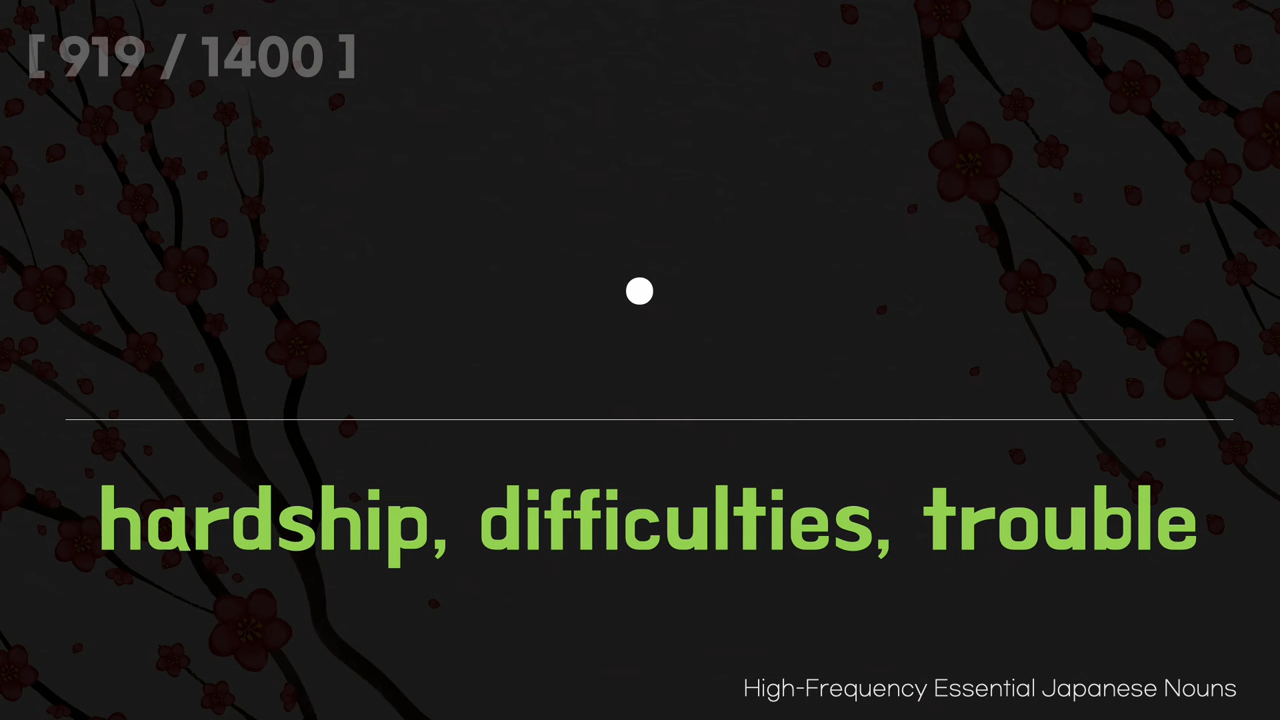 [ 919 / 1400 ]
hardship, difficulties, trouble
High-Frequency Essential Japanese Nouns